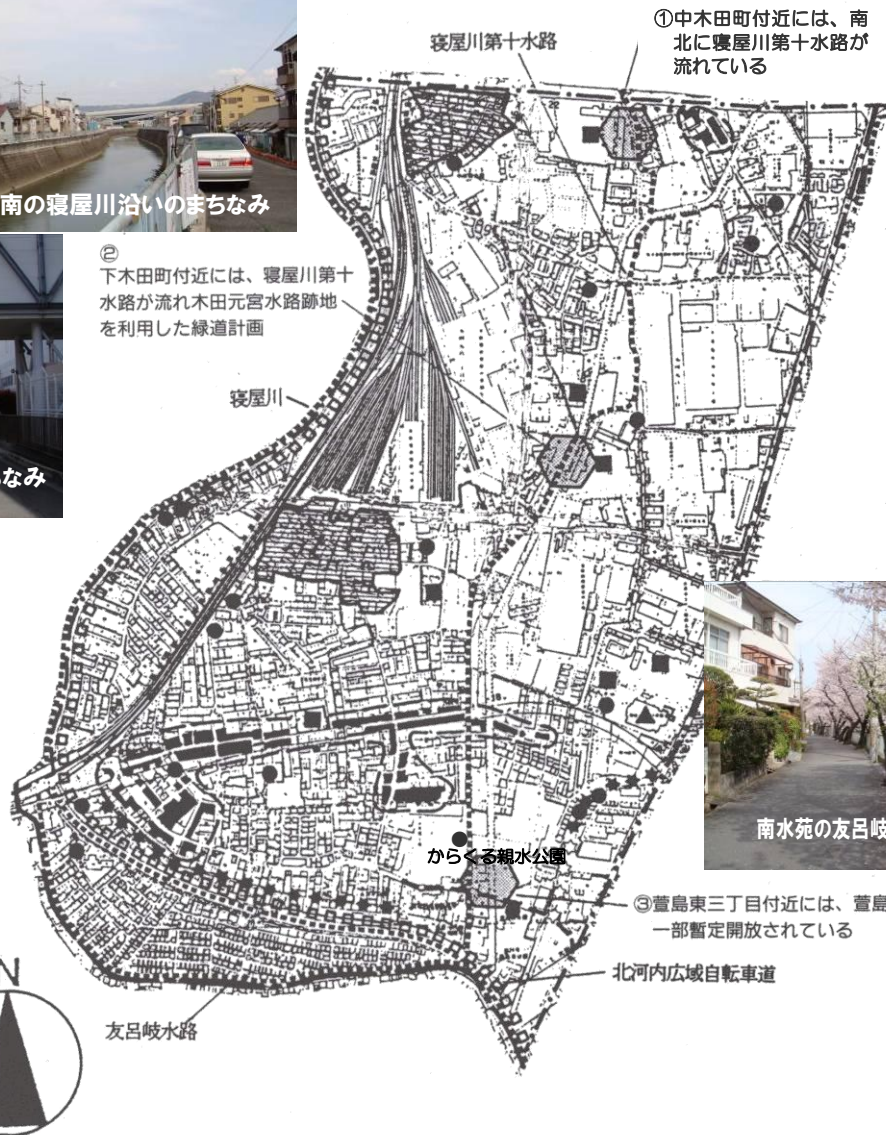 寝屋川第十水路
①中木田町付近には、南
北に寝屋川第十水路が
流れている
南の寝屋川沿いのまちなみ
②
下木田町付近には、寝屋川第十
水路が流れ木田元宮水路跡地
を利用した緑道計画
寝屋川
なみ
南水苑の友呂岐
からくる親水公園
③萱島東三丁目付近には、萱島
一部暫定開放されている
北河内広域自転車道
友呂岐水路
N